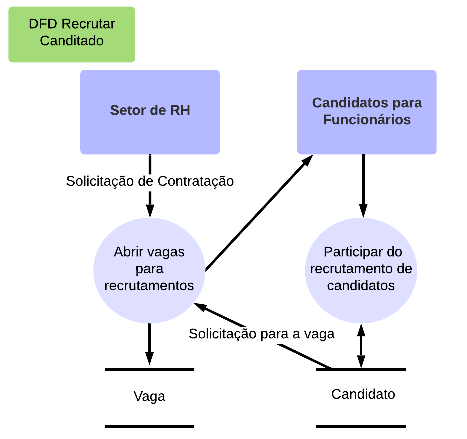 DFD Recrutar
Canditado
Setor de RH
Candidatos para
Funcionários
Solicitação de Contratação
Abrir vagas
para
recrutamentos
Participar do
recrutamento de
candidatos
Solicitação para a vaga
Vaga
Candidato